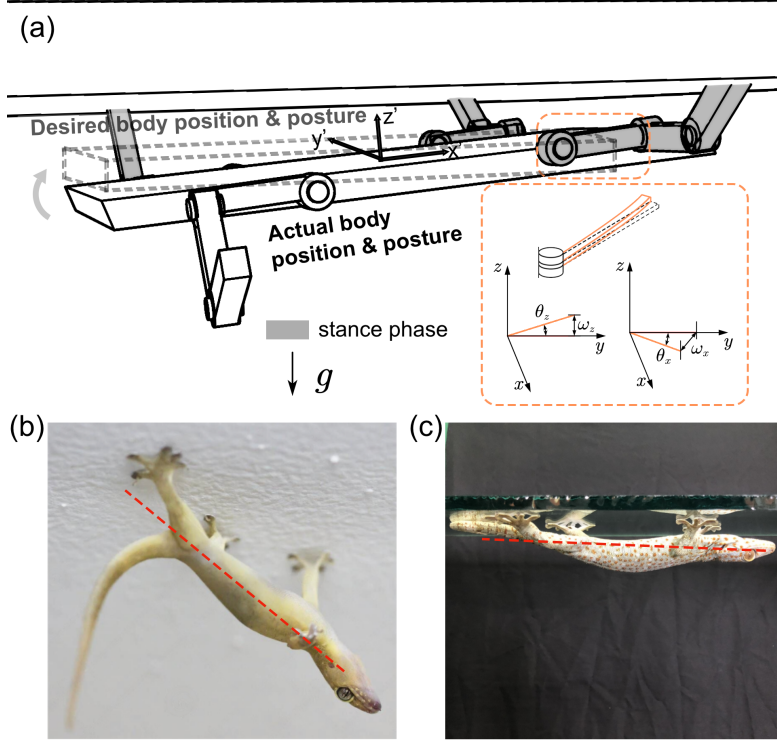 (a)
Desired body position & posture
z'
y'
x
Actual body
position & posture
stance phase
g
z
θz
ωz
y
x
z
θx
ωx
y
x
(b)
(c)